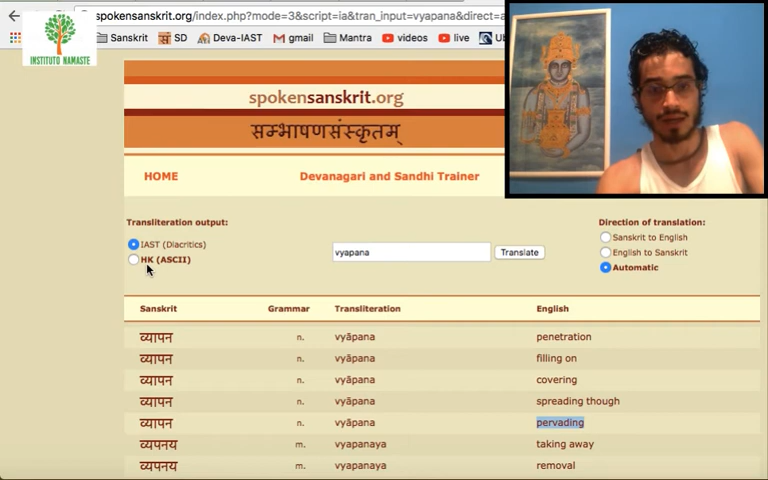 spokensanskrit.org/index.php?mode=3&script=ia&tran_input=vyapana&direct=a
INSTITUTO NAMASTE
Sanskrit SD Deva-IAST gmail Mantra videos live
spokensanskrit.org
सम्भाषणसंस्कृतम्
HOME Devanagari and Sandhi Trainer
Transliteration output: Direction of translation:
IAST (Diacritics) Sanskrit to English
HK (ASCII) vyapana Translate English to Sanskrit
Automatic
Sanskrit Grammar Transliteration English
व्यापन n. vyāpana penetration
व्यापन n. vyāpana filling on
व्यापन n. vyāpana covering
व्यापन n. vyāpana spreading though
व्यापन n. vyāpana pervading
व्यपनय m. vyapanaya taking away
व्यपनय m. vyapanaya removal